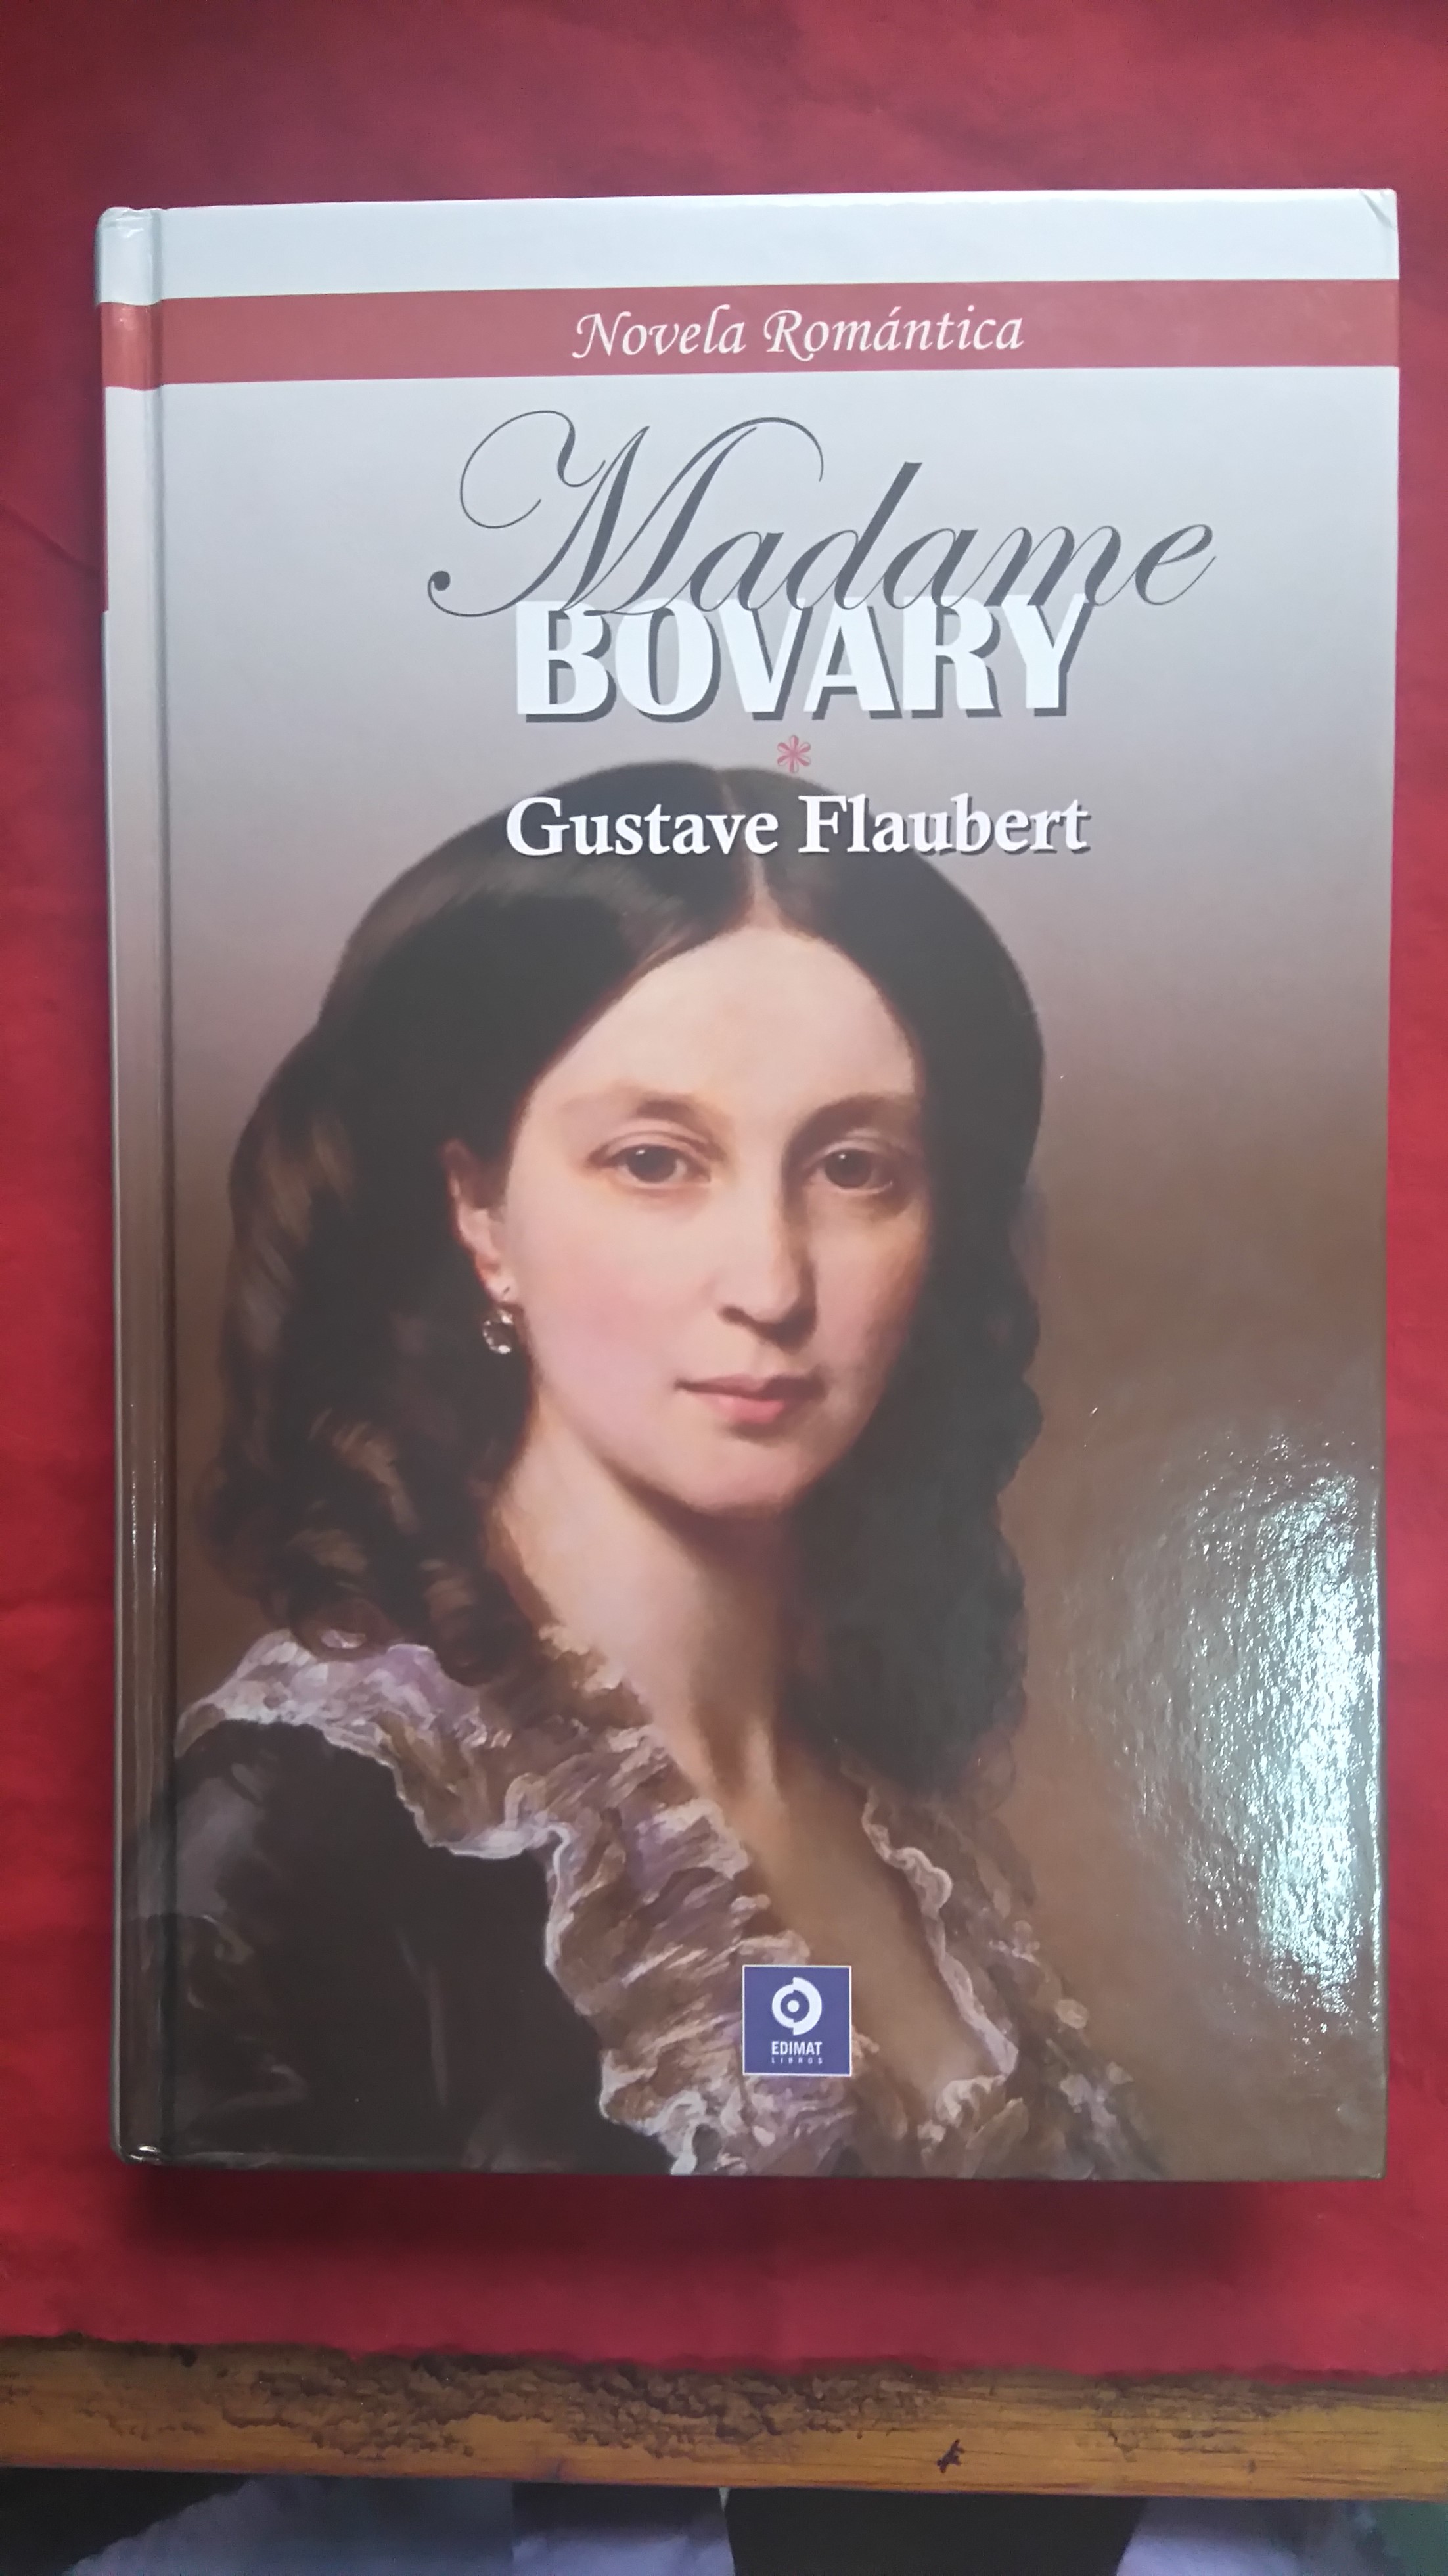 Novela Romántica
Madame
BOVARY
Gustave Flaubert
EDIMAT
LIBROS